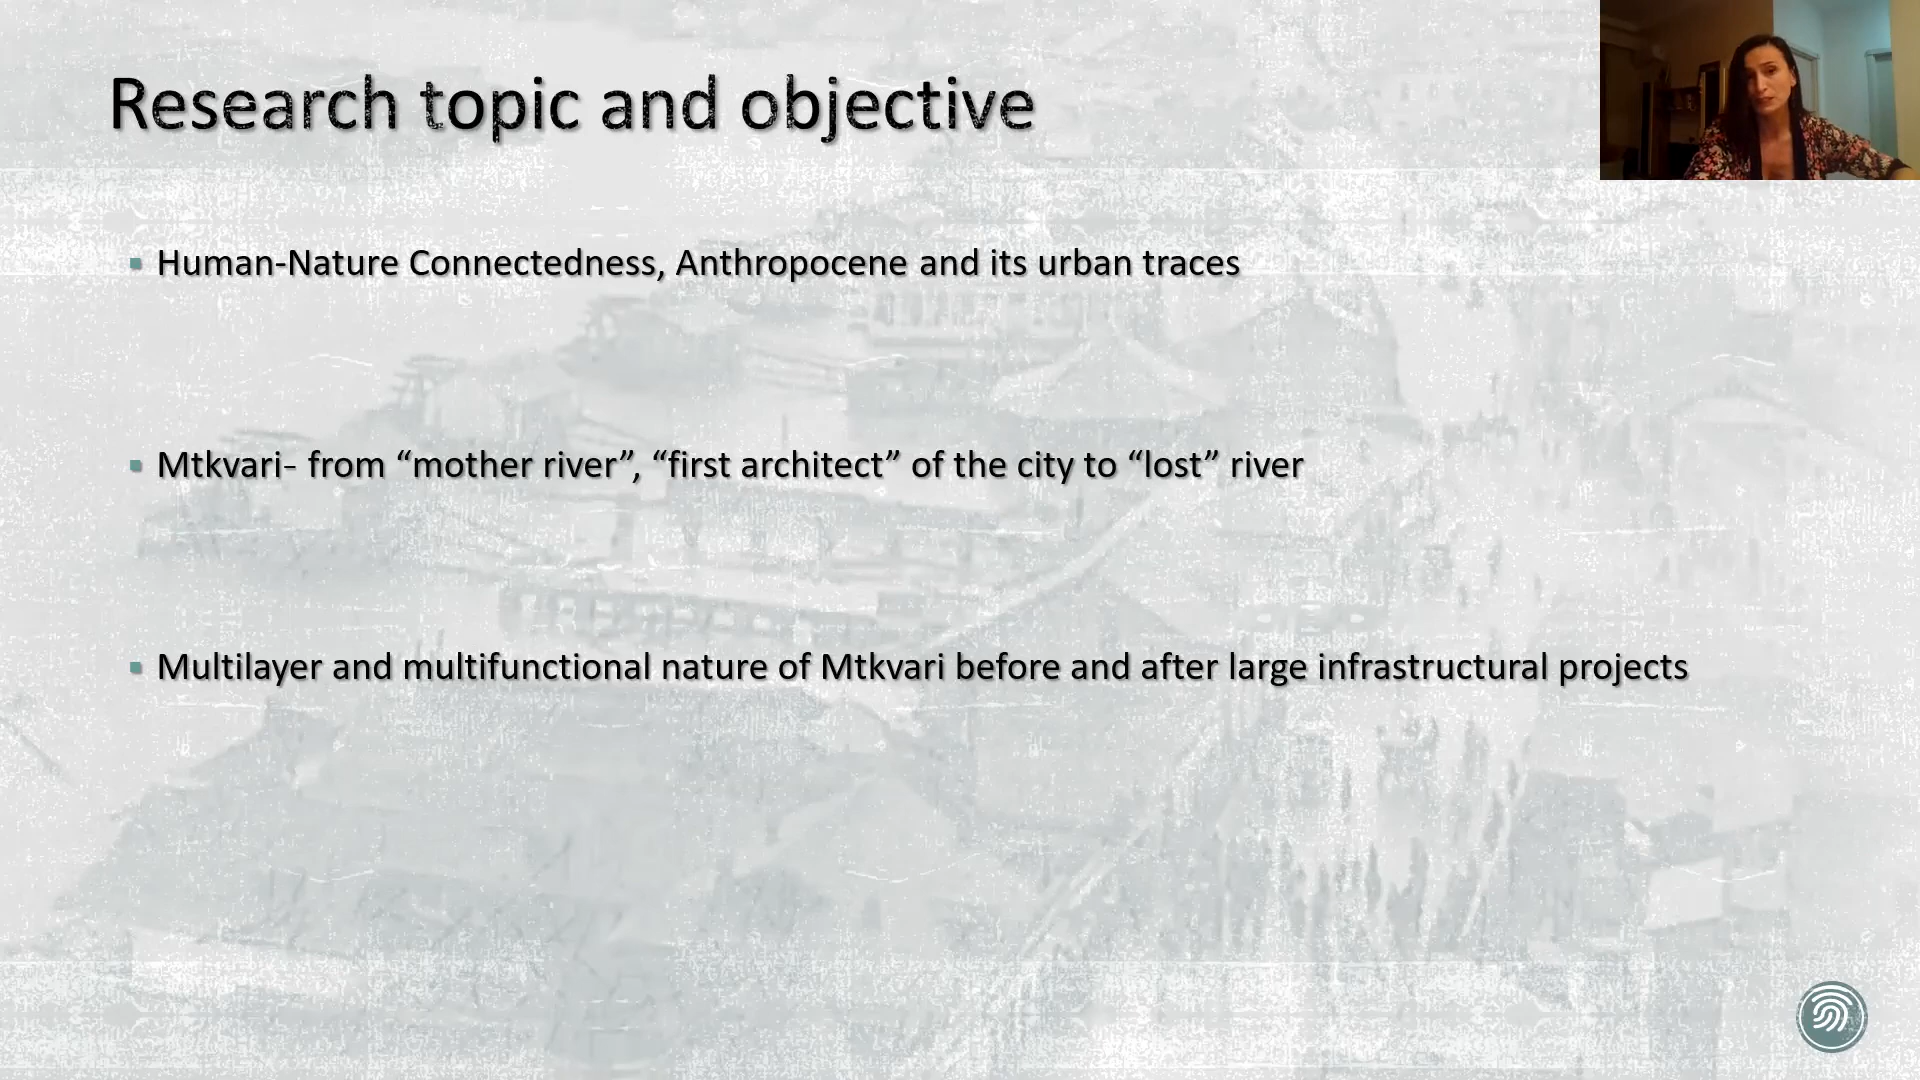 Research topic and objective
Human-Nature Connectedness, Anthropocene and its urban traces
Mtkvari- from “mother river”, “first architect” of the city to “lost” river
Multilayer and multifunctional nature of Mtkvari before and after large infrastructural projects